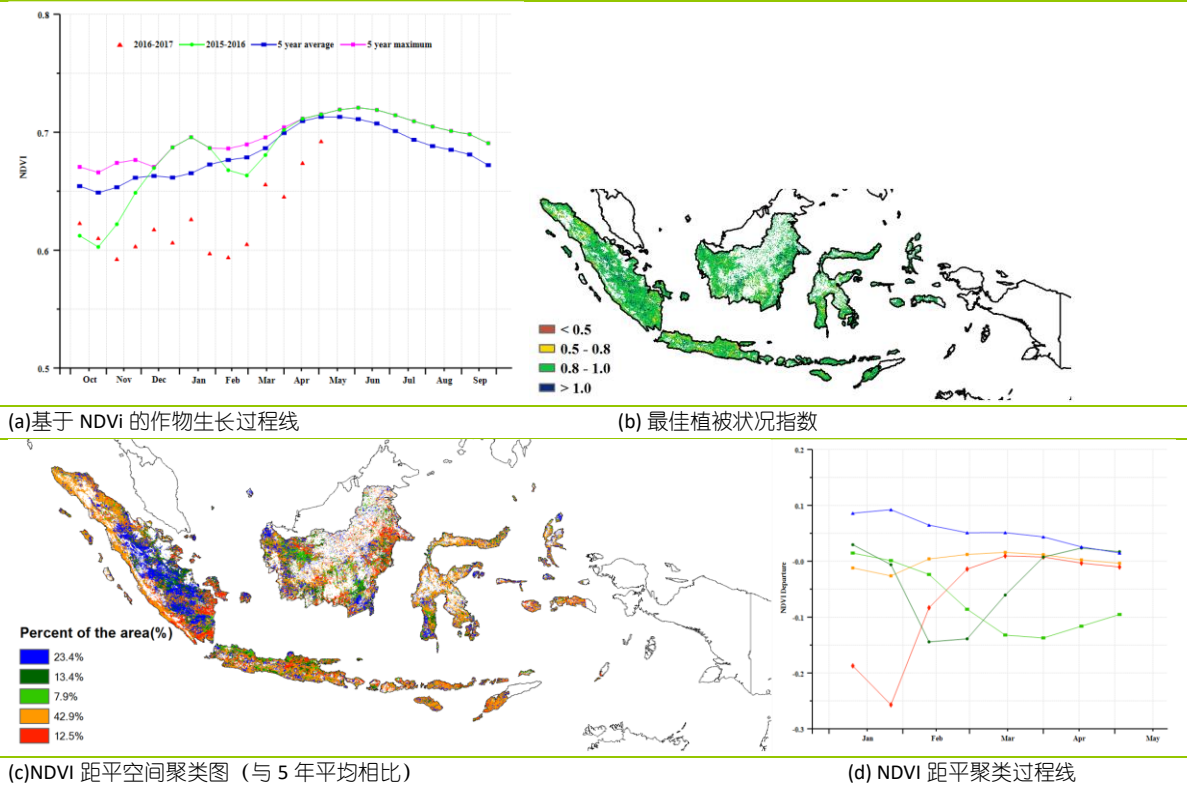 0.8
2016-2017 2015-2016 5 year average 5 year maximum
0.7
NDVI
0.6
0.5
Oct Nov Dec Jan Feb Mar Apr May Jun Jul Aug Sep
< 0.5
0.5 - 0.8
0.8 - 1.0
> 1.0
(a)基于 NDVi 的作物生长过程线
(b) 最佳植被状况指数
Percent of the area(%)
23.4%
13.4%
7.9%
42.9%
12.5%
0.2
0.1
-0.0
NDVI Departure
-0.1
-0.2
-0.3
Jan Feb Mar Apr May
(c)NDVI 距平空间聚类图（与 5 年平均相比）
(d) NDVI 距平聚类过程线